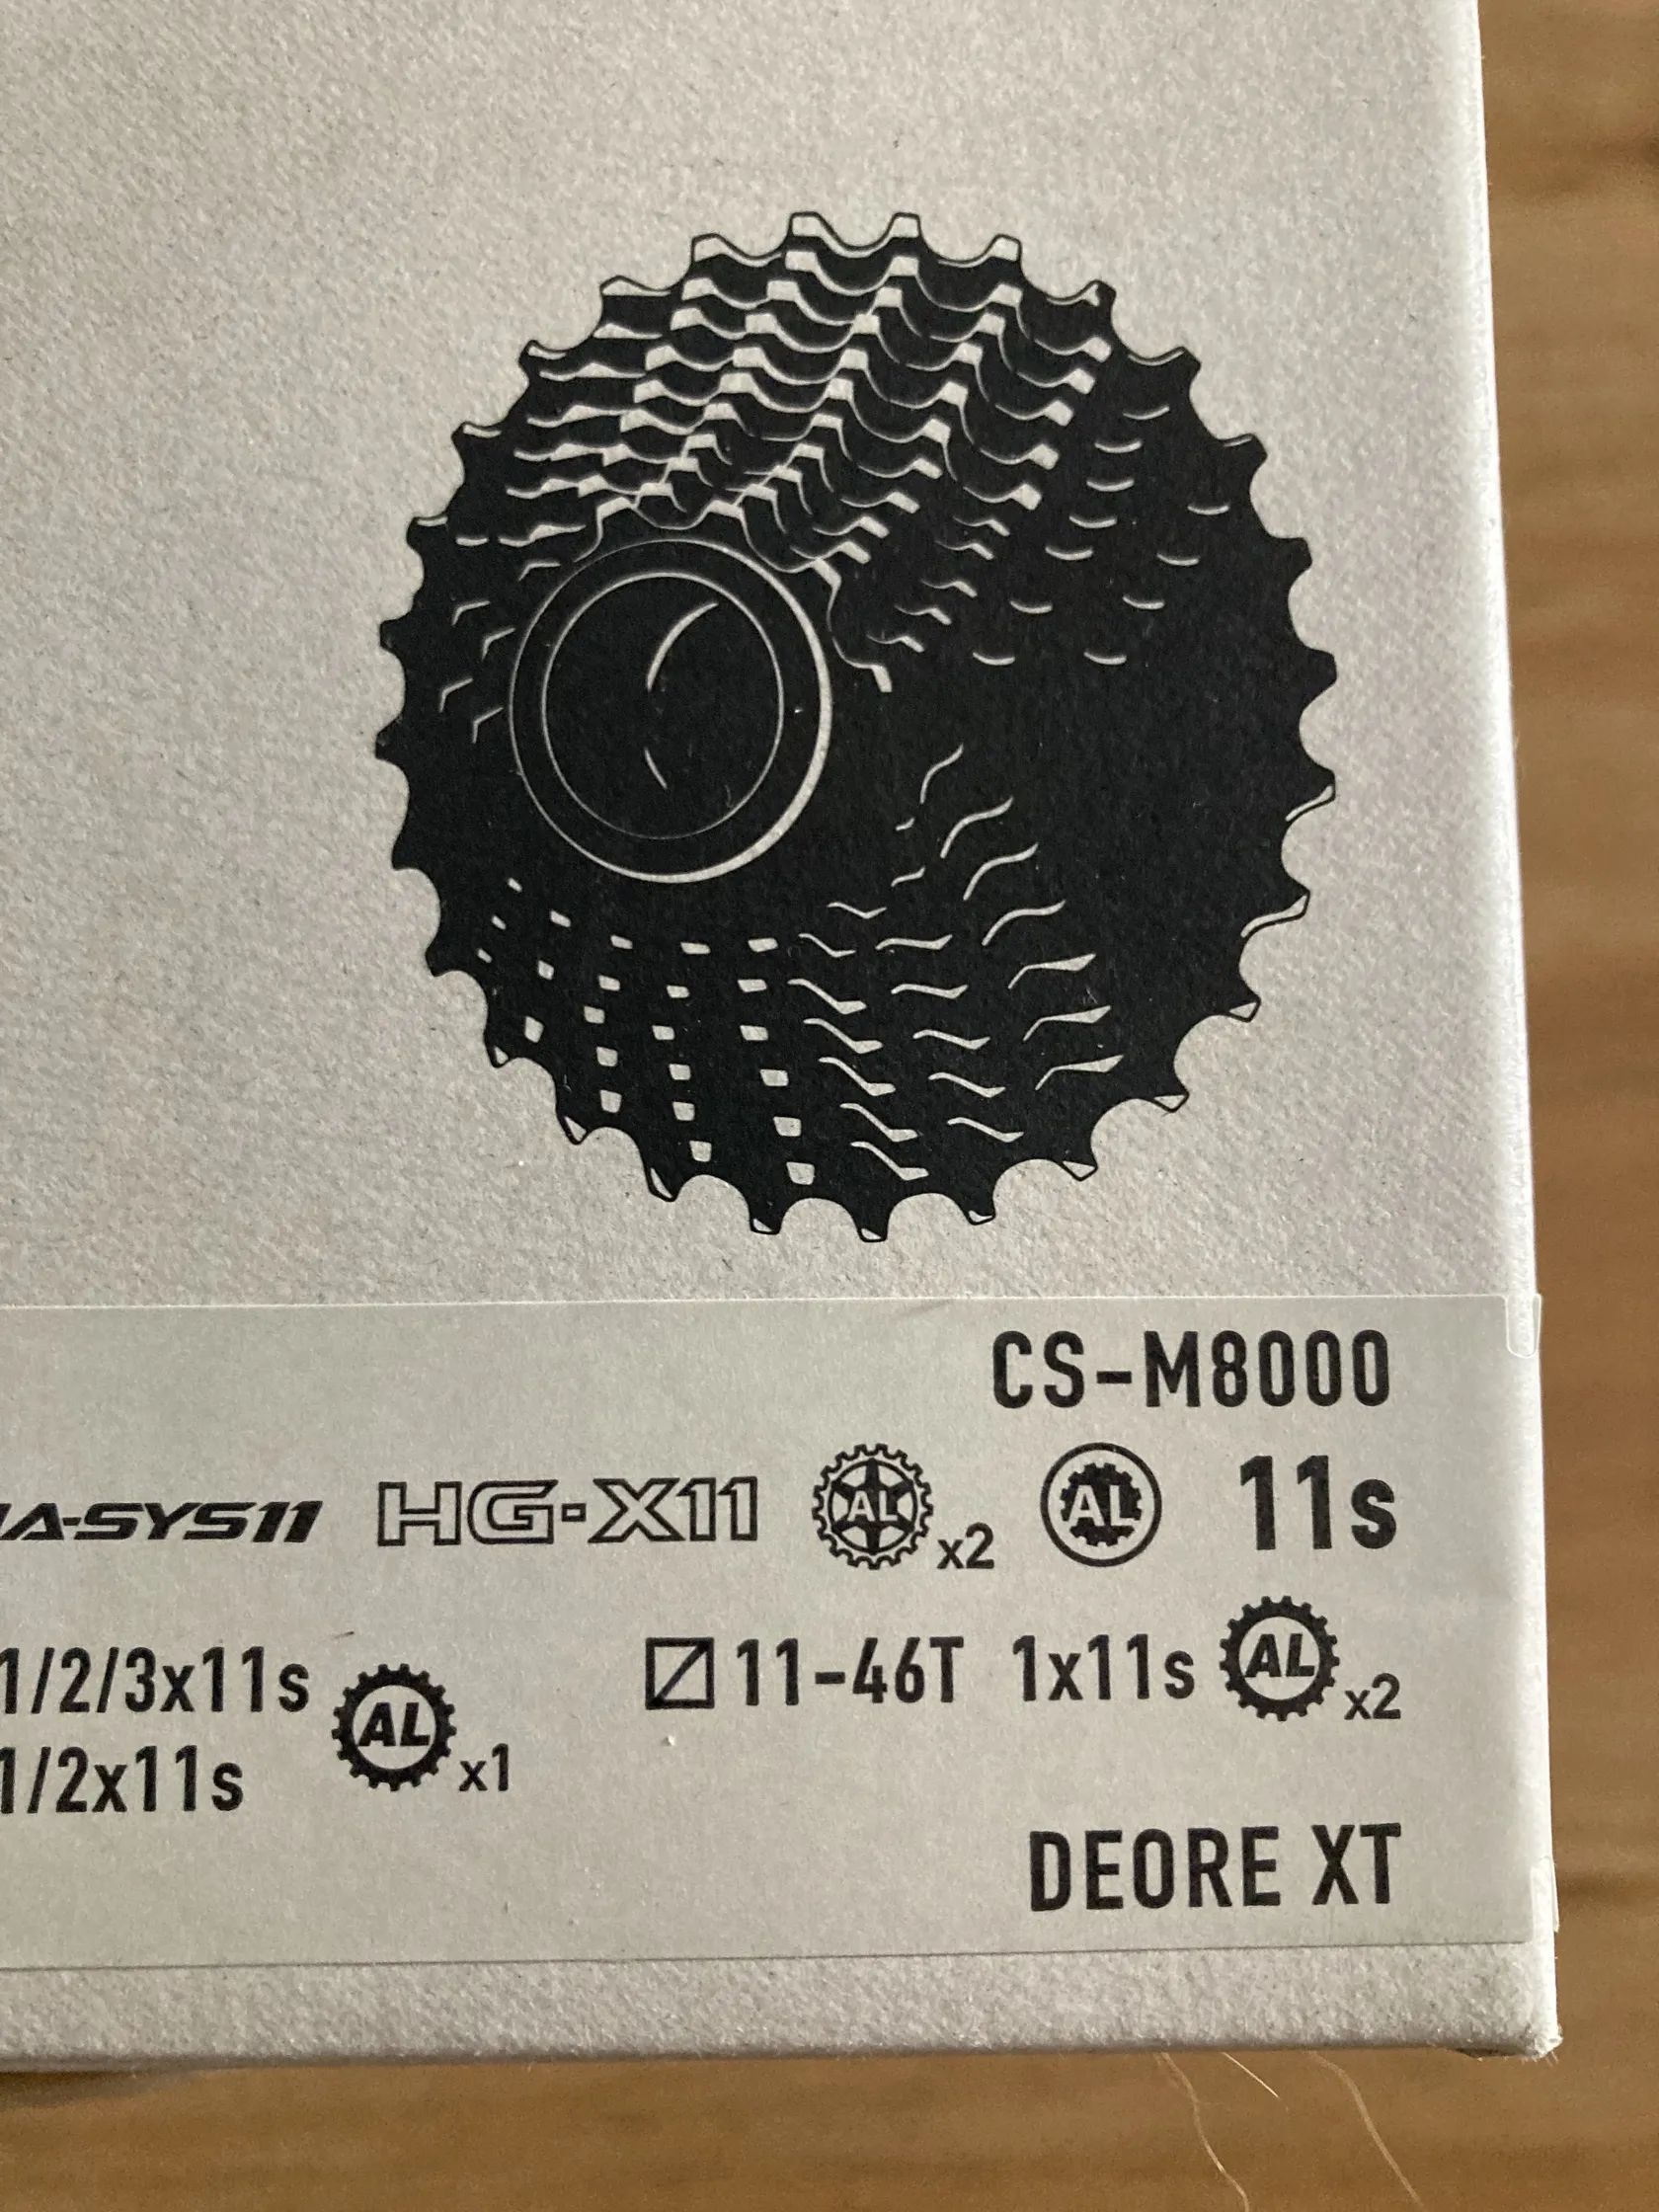 CS-M8000
A-SYS11 HG-X11 AL x2 AL 11s
1/2/3x11s AL x1 11-46T 1x11s AL x2
1/2x11s
DEORE XT